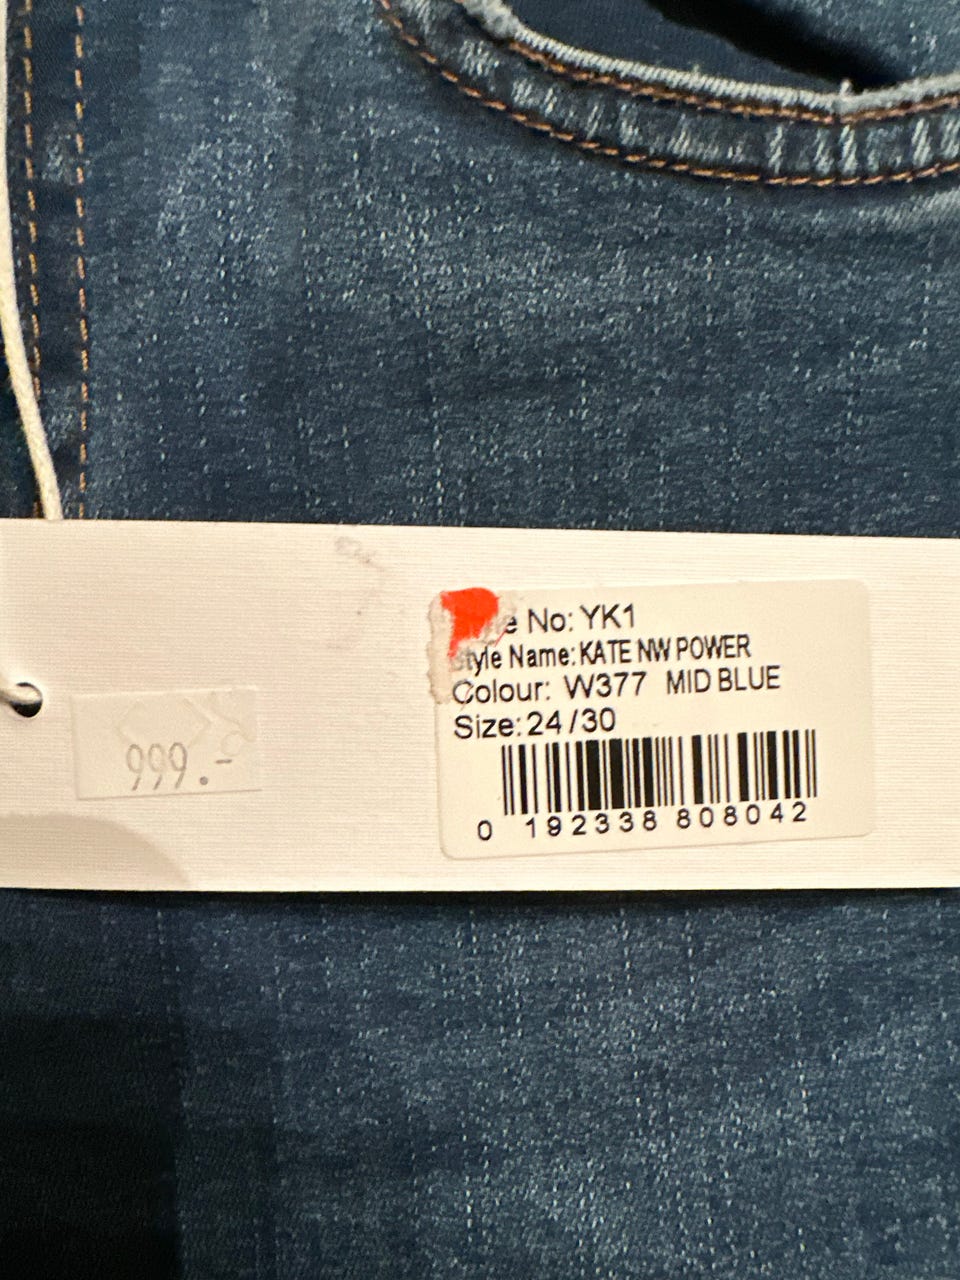 No: YK1
Style Name: KATE NW POWER
Colour: W377 MID BLUE
Size: 24/30
0 192338 808042
999.-